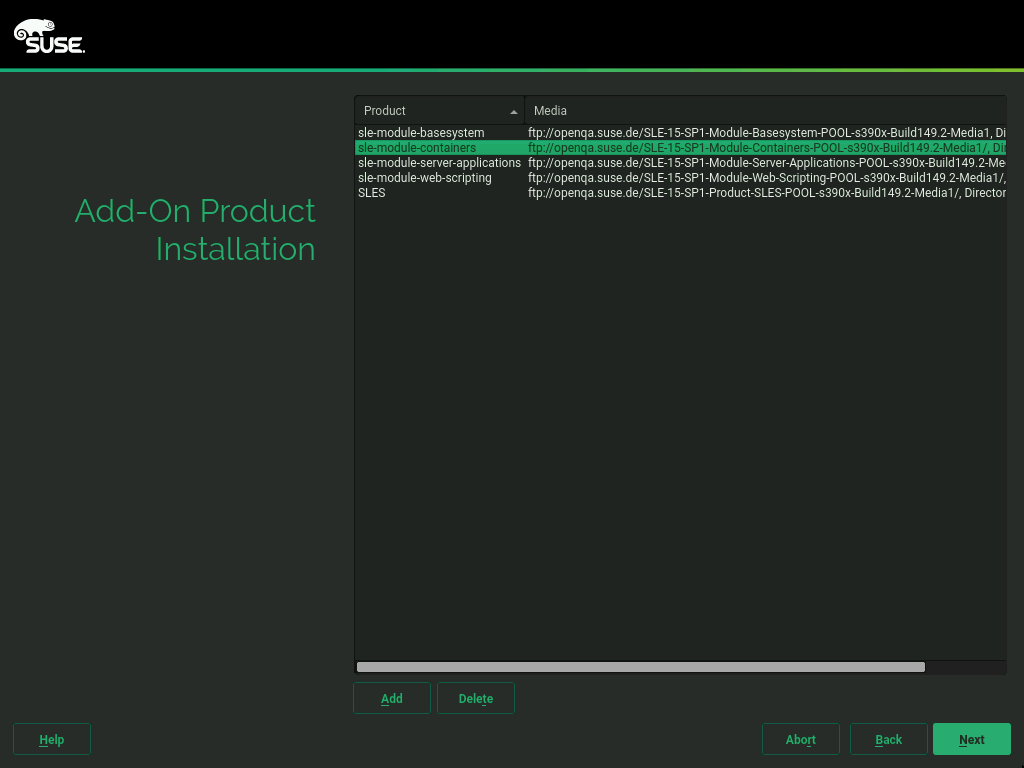 SUSE.
Product Media
sle-module-basesystem ftp://openqa.suse.de/SLE-15-SP1-Module-Basesystem-POOL-s390x-Build149.2-Media1, Di
sle-module-containers ftp://openqa.suse.de/SLE-15-SP1-Module-Containers-POOL-s390x-Build149.2-Media1/, Di
sle-module-server-applications ftp://openqa.suse.de/SLE-15-SP1-Module-Server-Applications-POOL-s390x-Build149.2-Me
sle-module-web-scripting ftp://openqa.suse.de/SLE-15-SP1-Module-Web-Scripting-POOL-s390x-Build149.2-Media1/,
SLES ftp://openqa.suse.de/SLE-15-SP1-Product-SLES-POOL-s390x-Build149.2-Media1/, Director
Add-On Product
Installation
Add Delete
Help Abort Back Next